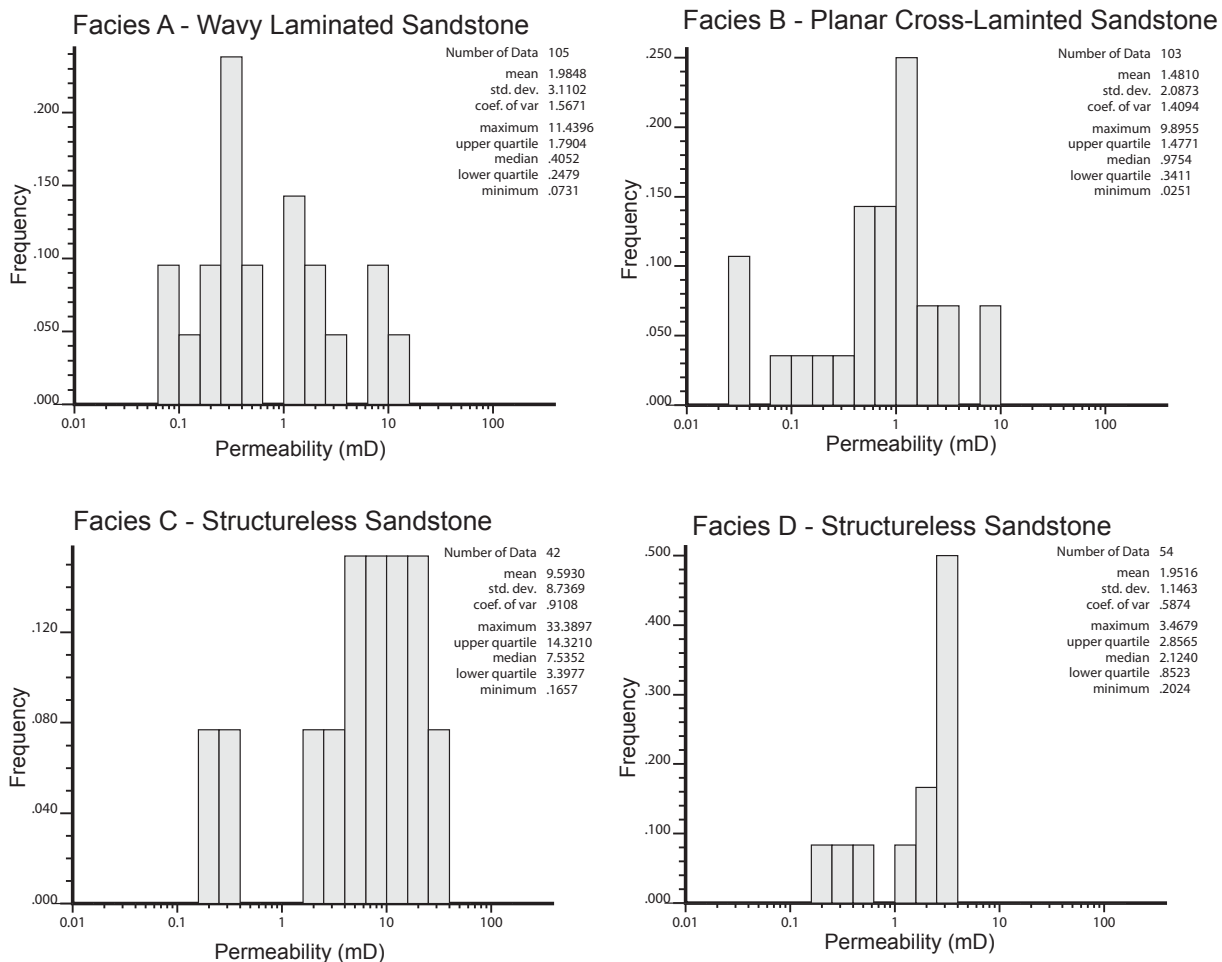 Facies A - Wavy Laminated Sandstone
Number of Data 105
mean 1.9848
std. dev. 3.1102
coef. of var 1.5671
maximum 11.4396
upper quartile 1.7904
median .4052
lower quartile .2479
minimum .0731
Frequency
.200
.150
.100
.050
.000
0.01 0.1 1 10 100
Permeability (mD)
Facies B - Planar Cross-Laminted Sandstone
Number of Data 103
mean 1.4810
std. dev. 2.0873
coef. of var 1.4094
maximum 9.8955
upper quartile 1.4771
median .9754
lower quartile .3411
minimum .0251
Frequency
.250
.200
.150
.100
.050
.000
0.01 0.1 1 10 100
Permeability (mD)
Facies C - Structureless Sandstone
Number of Data 42
mean 9.5930
std. dev. 8.7369
coef. of var .9108
maximum 33.3897
upper quartile 14.3210
median 7.5352
lower quartile 3.3977
minimum .1657
Frequency
.120
.080
.040
.000
0.01 0.1 1 10 100
Permeability (mD)
Facies D - Structureless Sandstone
Number of Data 54
mean 1.9516
std. dev. 1.1463
coef. of var .5874
maximum 3.4679
upper quartile 2.8565
median 2.1240
lower quartile .8523
minimum .2024
Frequency
.500
.400
.300
.200
.100
.000
0.01 0.1 1 10 100
Permeability (mD)